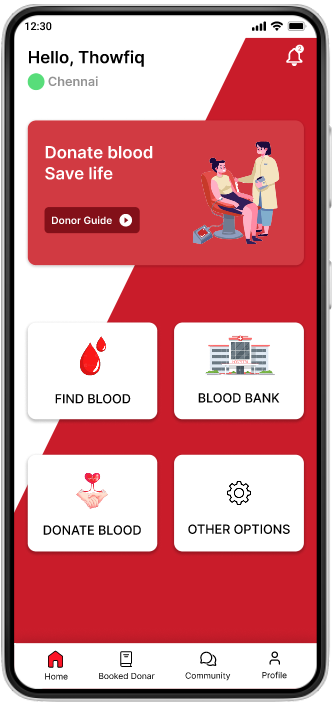 12:30
Hello, Thowfiq
Chennai
Donate blood
Save life
Donor Guide
FIND BLOOD
BLOOD BANK
DONATE BLOOD
OTHER OPTIONS
Home
Booked Donar
Community
Profile